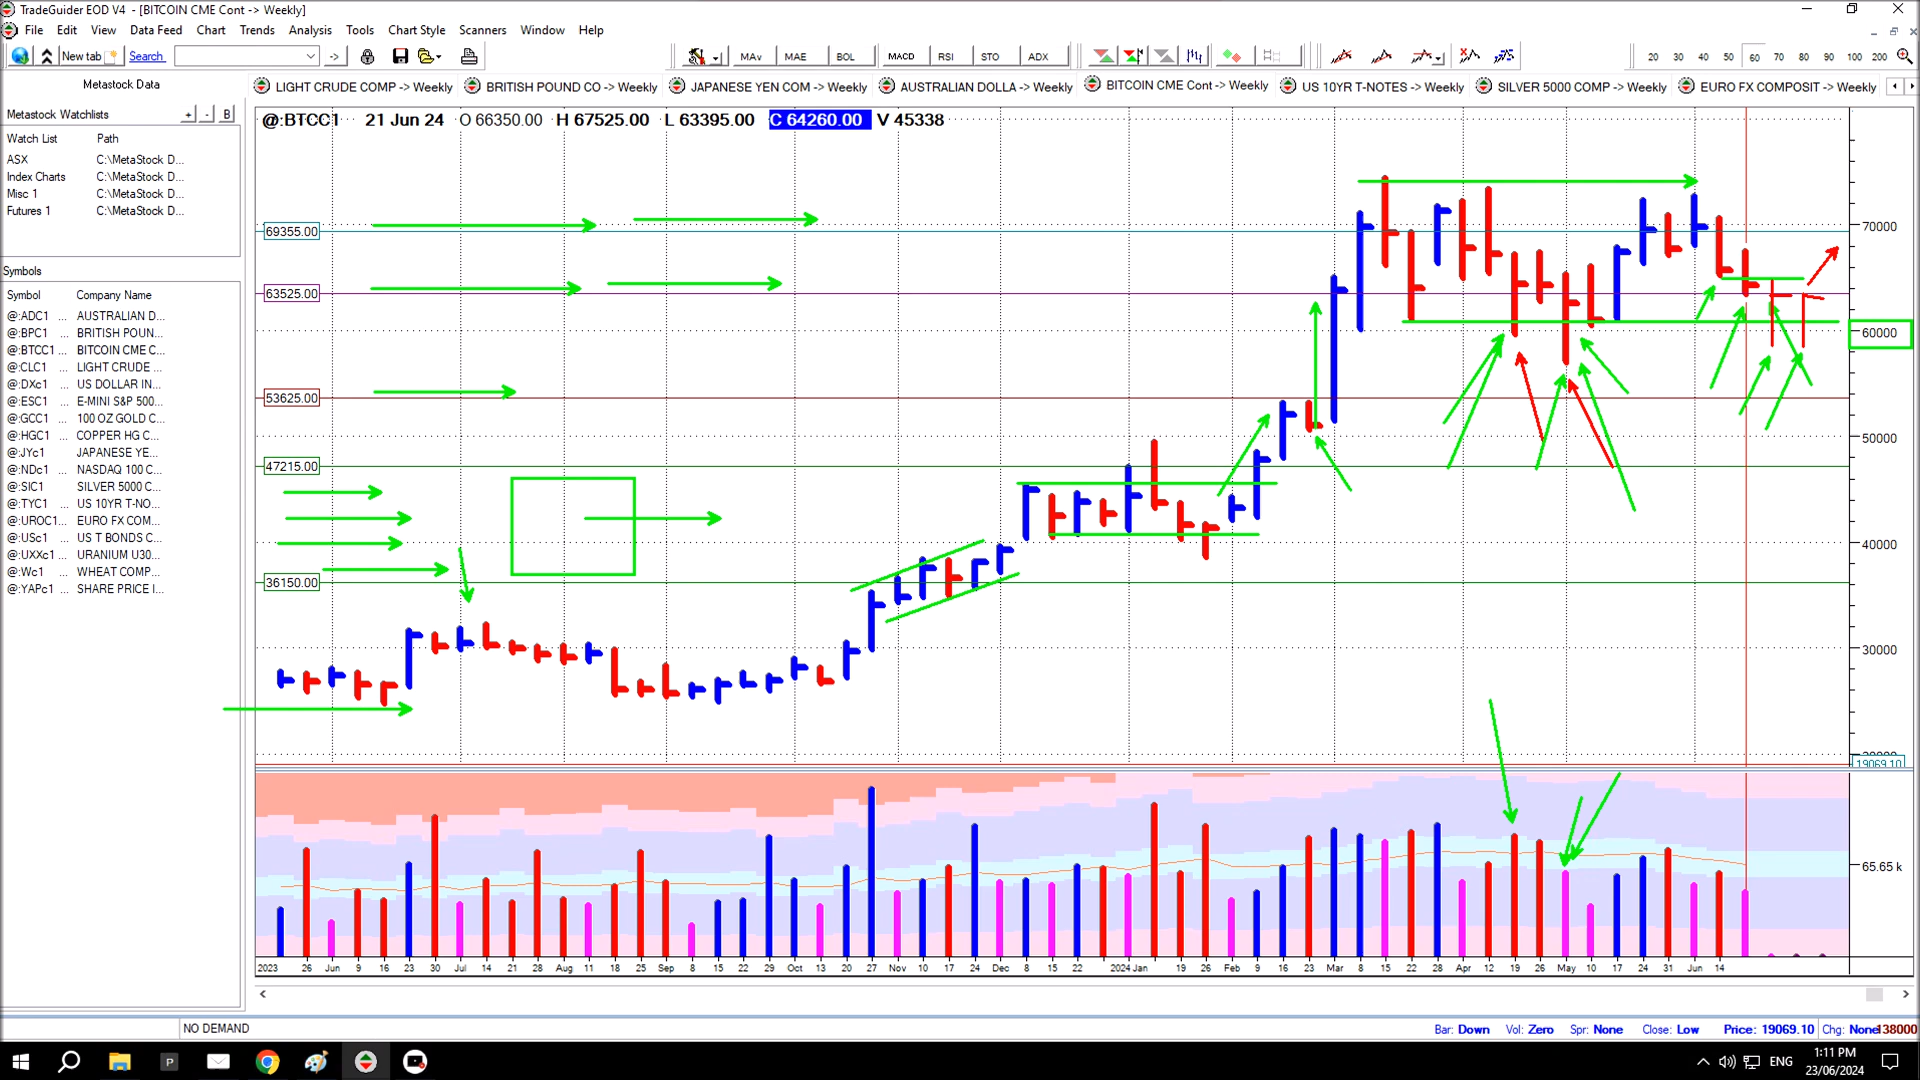 TradeGuider EOD V4 - [BITCOIN CME Cont -> Weekly]
File Edit View Data Feed Chart Trends Analysis Tools Chart Style Scanners Window Help
New tab Search -> MAv MAE BOL MACD RSI STO ADX 20 30 40 50 60 70 80 90 100 200
Metastock Data
LIGHT CRUDE COMP -> Weekly BRITISH POUND CO -> Weekly JAPANESE YEN COM -> Weekly AUSTRALIAN DOLLA -> Weekly BITCOIN CME Cont -> Weekly US 10YR T-NOTES -> Weekly SILVER 5000 COMP -> Weekly EURO FX COMPOSIT -> Weekly
Metastock Watchlists + - B
Watch List Path
ASX C:\MetaStock D...
Index Charts C:\MetaStock D...
Misc 1 C:\MetaStock D...
Futures 1 C:\MetaStock D...
Symbols
Symbol Company Name
@:ADC1 ... AUSTRALIAN D...
@:BPC1 ... BRITISH POUN...
@:BTCC1 ... BITCOIN CME C...
@:CLC1 ... LIGHT CRUDE ...
@:DXc1 ... US DOLLAR IN...
@:ESC1 ... E-MINI S&P 500...
@:GCC1 ... 100 OZ GOLD C...
@:HGC1 ... COPPER HG C...
@:JYc1 ... JAPANESE YE...
@:NDc1 ... NASDAQ 100 C...
@:SIC1 ... SILVER 5000 C...
@:TYC1 ... US 10YR T-NO...
@:UROC1... EURO FX COM...
@:USc1 ... US T BONDS C...
@:UXXc1 ... URANIUM U30...
@:Wc1 ... WHEAT COMP...
@:YAPc1 ... SHARE PRICE I...
@:BTCC1 21 Jun 24 O 66350.00 H 67525.00 L 63395.00 C 64260.00 V 45338
69355.00
63525.00
53625.00
47215.00
36150.00
70000
60000
50000
40000
30000
19069.10
65.65 k
2023 26 Jun 9 16 23 30 Jul 14 21 28 Aug 11 18 25 Sep 8 15 22 29 Oct 13 20 27 Nov 10 17 24 Dec 8 15 22 2024 Jan 19 26 Feb 9 16 23 Mar 8 15 22 28 Apr 12 19 26 May 10 17 24 31 Jun 14
NO DEMAND Bar: Down Vol: Zero Spr: None Close: Low Price: 19069.10 Chg: None 138000
ENG 1:11 PM
23/06/2024